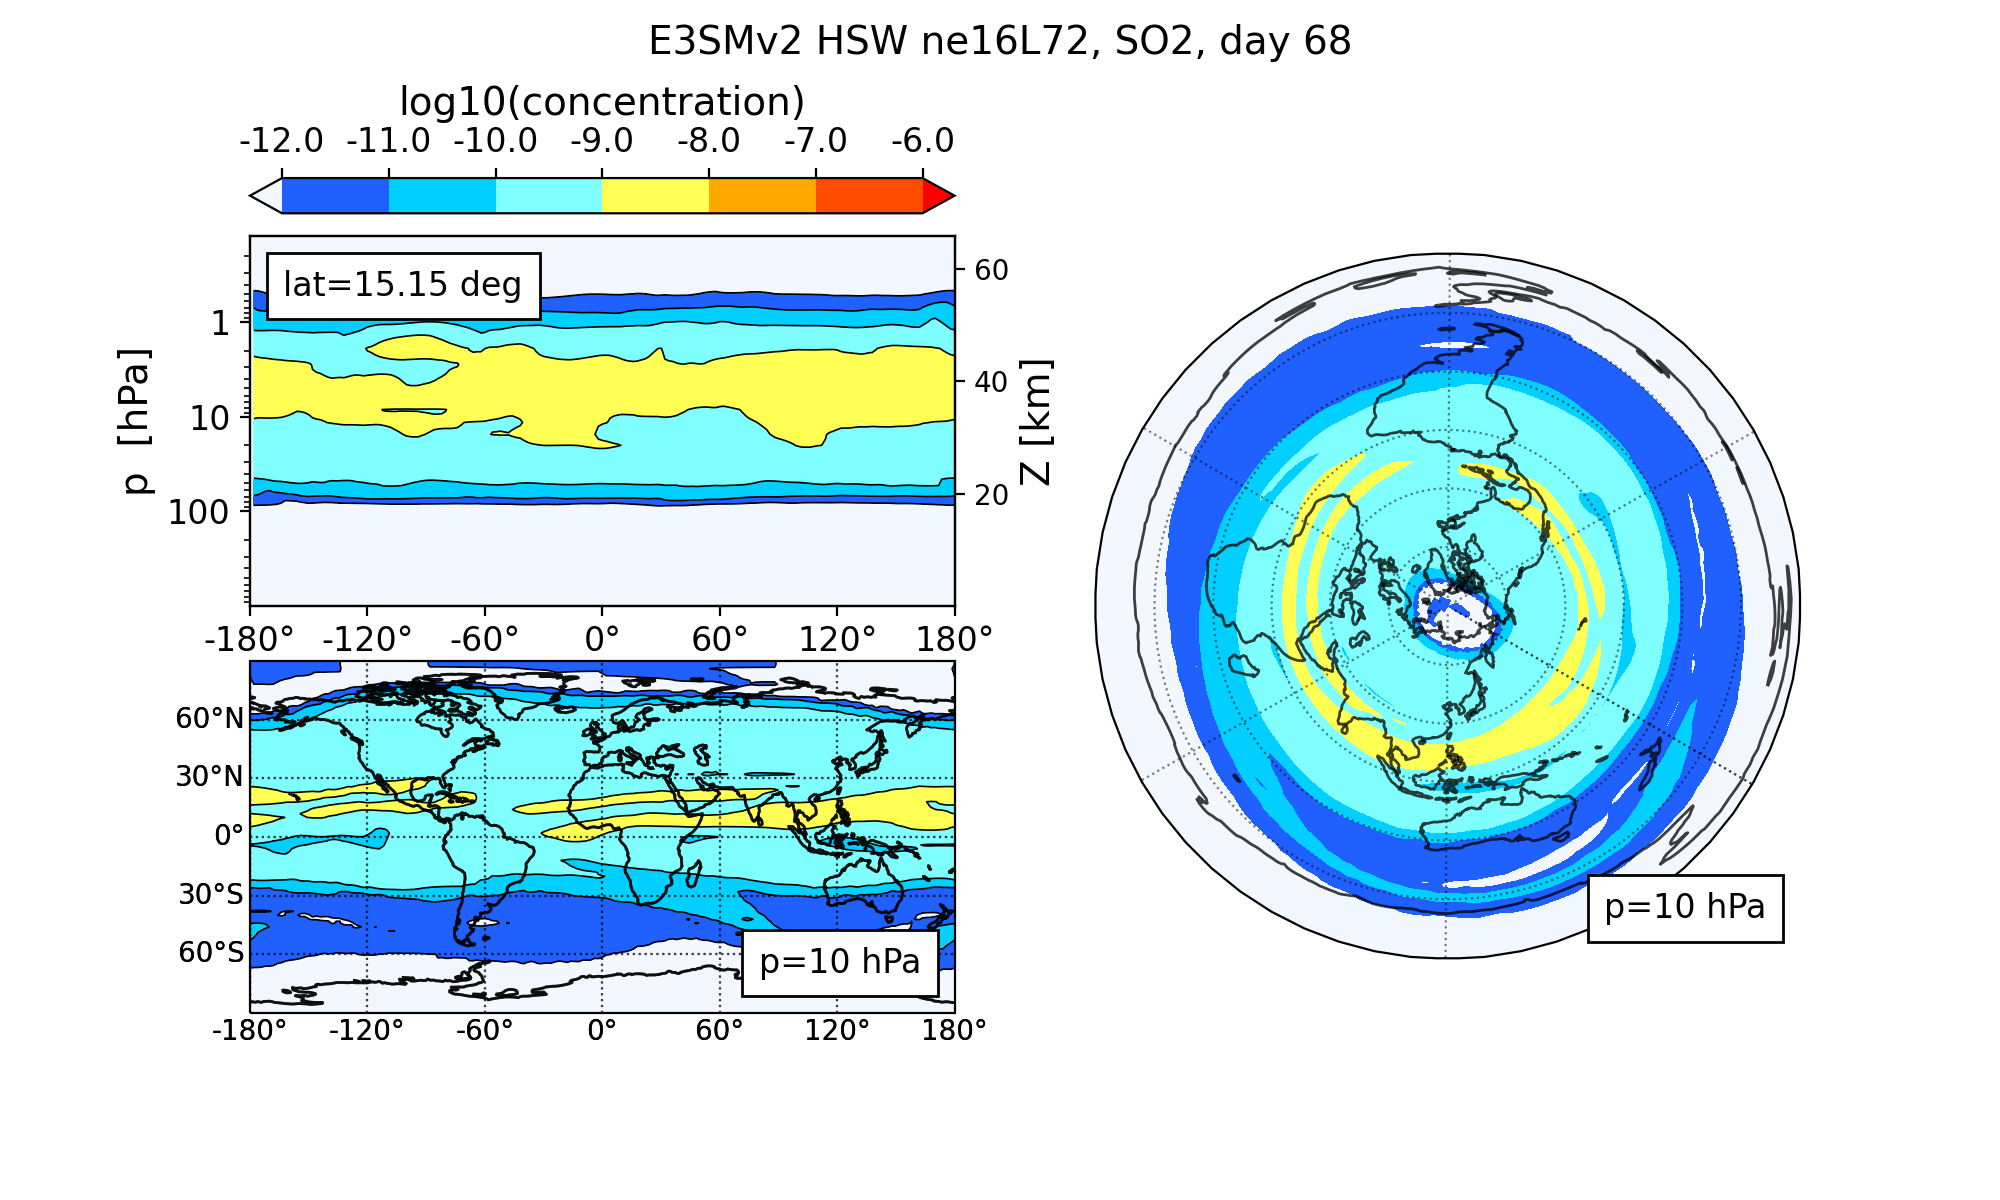 E3SMv2 HSW ne16L72, SO2, day 68
log10(concentration)
-12.0 -11.0 -10.0 -9.0 -8.0 -7.0 -6.0
lat=15.15 deg
p [hPa]
1
10
100
Z [km]
60
40
20
-180° -120° -60° 0° 60° 120° 180°
60°N
30°N
0°
30°S
60°S
p=10 hPa
-180° -120° -60° 0° 60° 120° 180°
p=10 hPa